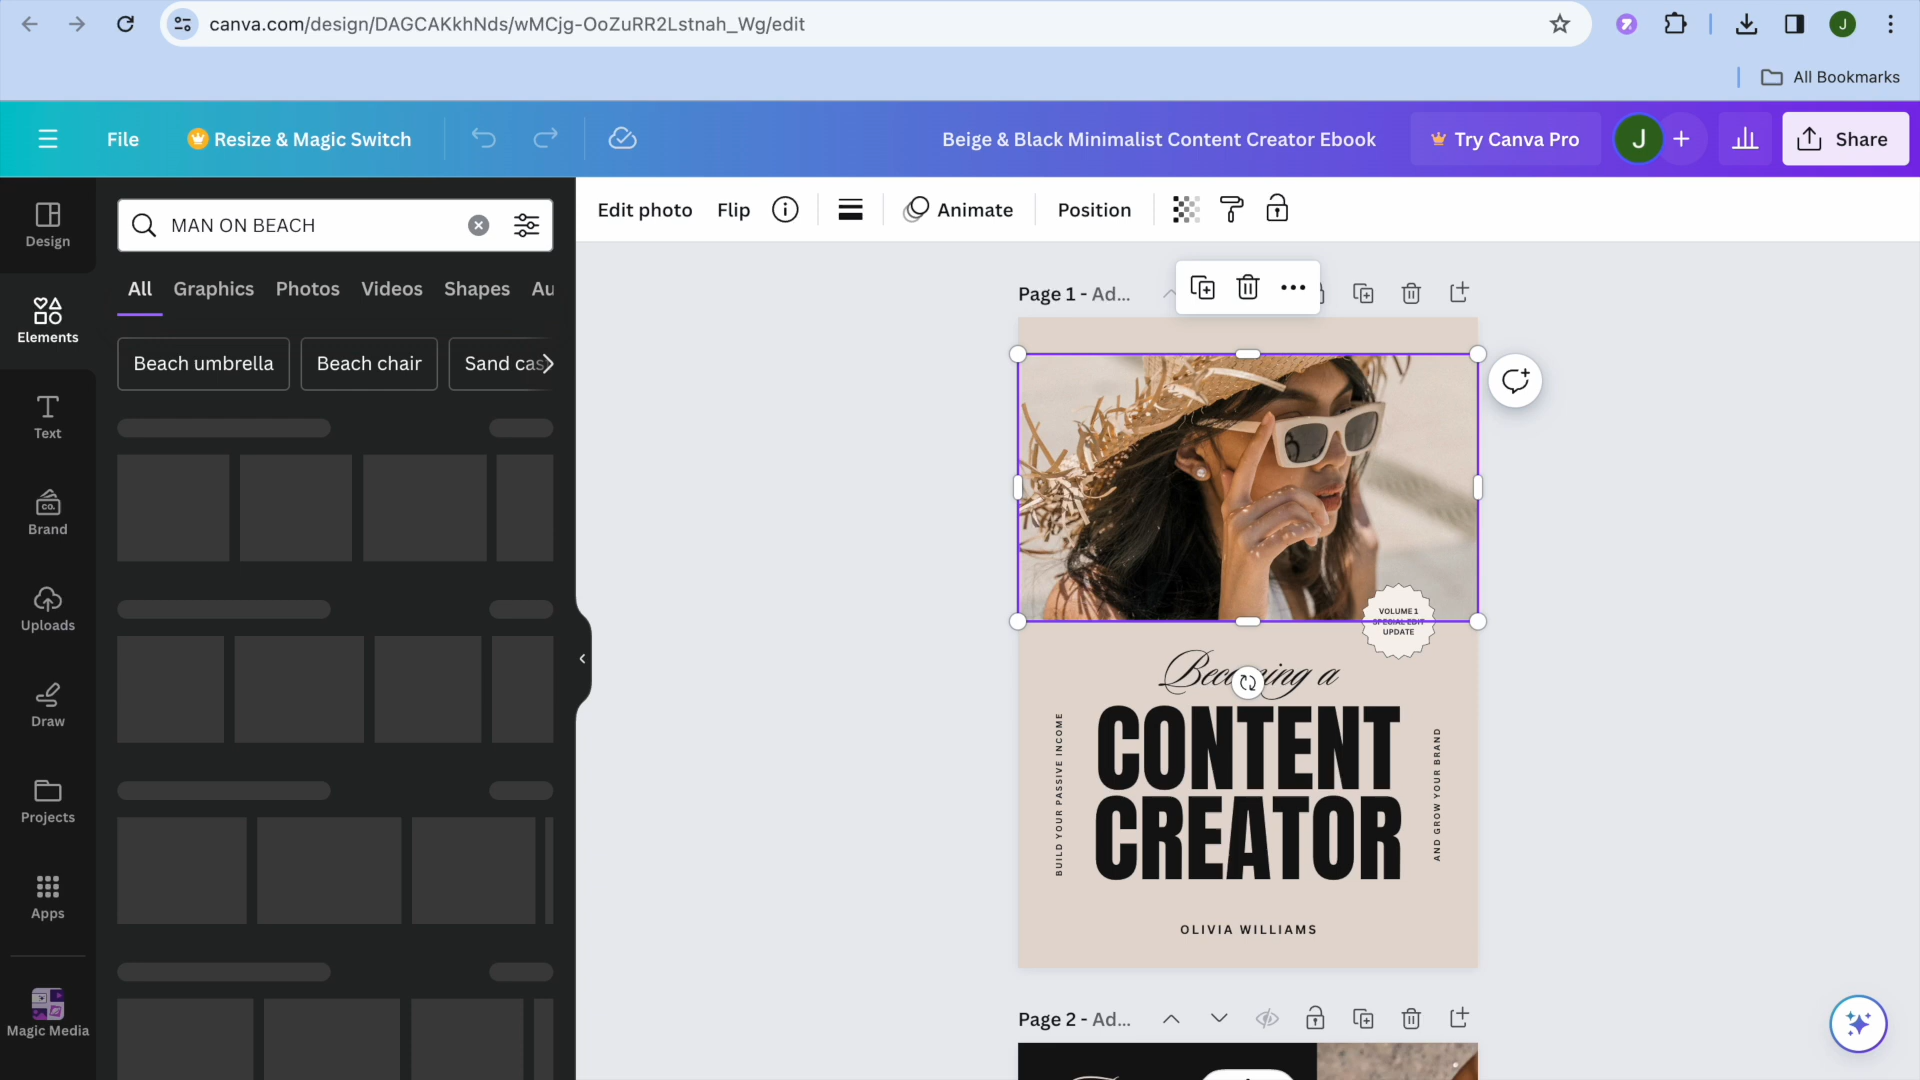 canva.com/design/DAGCAKkhNds/wMCjg-OoZuRR2Lstnah_Wg/edit
J
All Bookmarks
File
Resize & Magic Switch
Beige & Black Minimalist Content Creator Ebook
Try Canva Pro
J
Share
Design
Elements
Text
Brand
Uploads
Draw
Projects
Apps
Magic Media
MAN ON BEACH
All
Graphics
Photos
Videos
Shapes
Au
Beach umbrella
Beach chair
Sand cas
Edit photo
Flip
Animate
Position
Page 1 - Ad...
VOLUME 1
SPECIAL EDIT
UPDATE
Becoming a
CONTENT
CREATOR
BUILD YOUR PASSIVE INCOME
AND GROW YOUR BRAND
OLIVIA WILLIAMS
Page 2 - Ad...